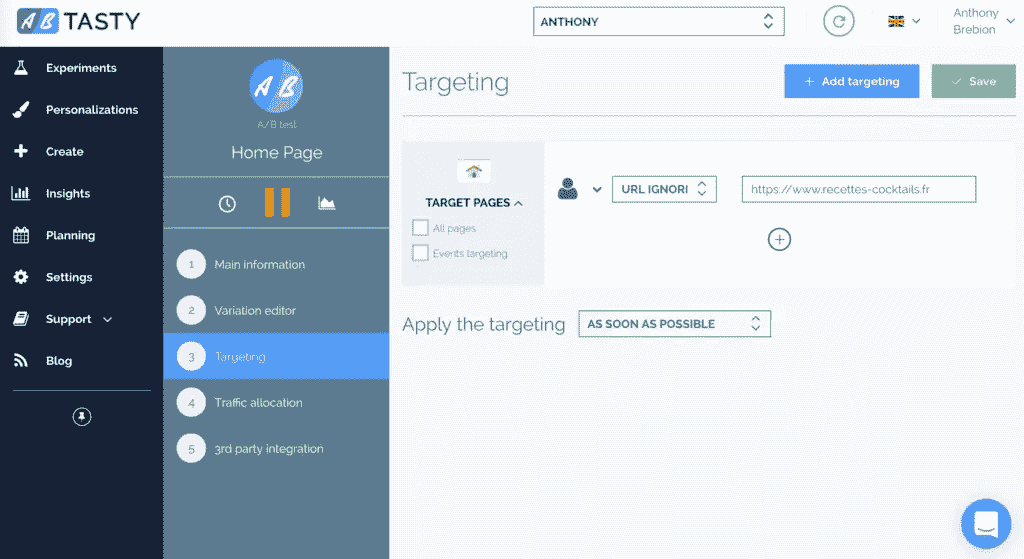 AB TASTY
ANTHONY
Anthony
Brebion
Experiments
Personalizations
Create
Insights
Planning
Settings
Support
Blog
AB
A/B test
Home Page
1 Main information
2 Variation editor
3 Targeting
4 Traffic allocation
5 3rd party integration
Targeting
+ Add targeting
Save
TARGET PAGES
All pages
Events targeting
URL IGNORI
https://www.recettes-cocktails.fr
Apply the targeting
AS SOON AS POSSIBLE